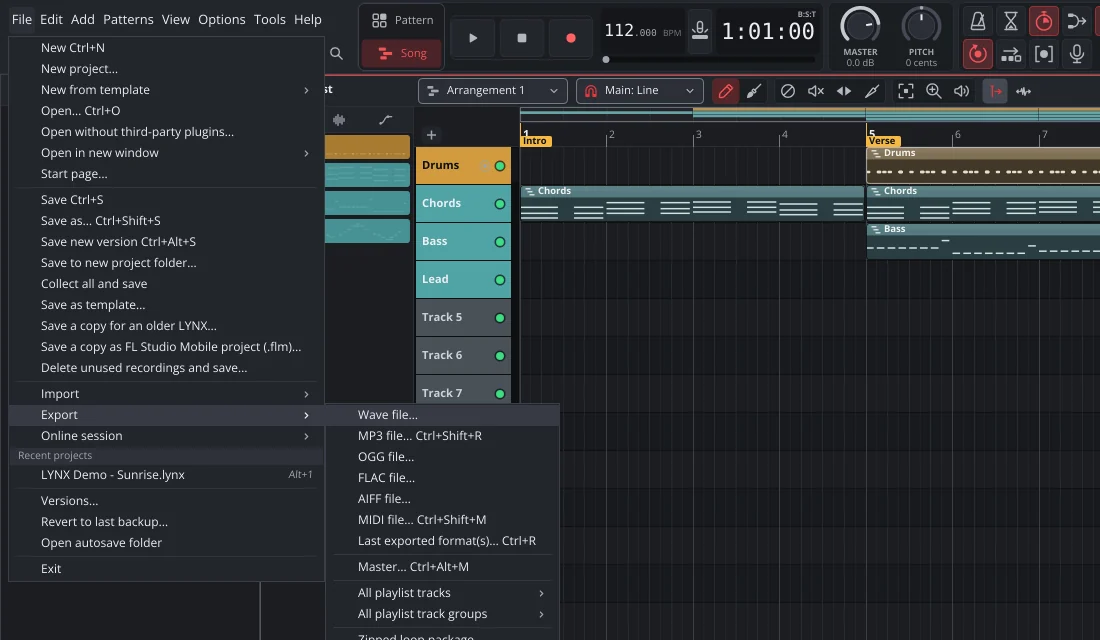 File Edit Add Patterns View Options Tools Help
Pattern
Song
112.000 BPM
B:S:T
1:01:00
MASTER
0.0 dB
PITCH
0 cents
st
Arrangement 1
Main: Line
New Ctrl+N
New project...
New from template
Open... Ctrl+O
Open without third-party plugins...
Open in new window
Start page...
Save Ctrl+S
Save as... Ctrl+Shift+S
Save new version Ctrl+Alt+S
Save to new project folder...
Collect all and save
Save as template...
Save a copy for an older LYNX...
Save a copy as FL Studio Mobile project (.flm)...
Delete unused recordings and save...
Import
Export
Online session
Recent projects
LYNX Demo - Sunrise.lynx Alt+1
Versions...
Revert to last backup...
Open autosave folder
Exit
Wave file...
MP3 file... Ctrl+Shift+R
OGG file...
FLAC file...
AIFF file...
MIDI file... Ctrl+Shift+M
Last exported format(s)... Ctrl+R
Master... Ctrl+Alt+M
All playlist tracks
All playlist track groups
Zipped loop package
+
1 2 3 4 5 6 7
Intro
Verse
Drums
Chords
Bass
Lead
Track 5
Track 6
Track 7
Drums
Chords
Chords
Bass